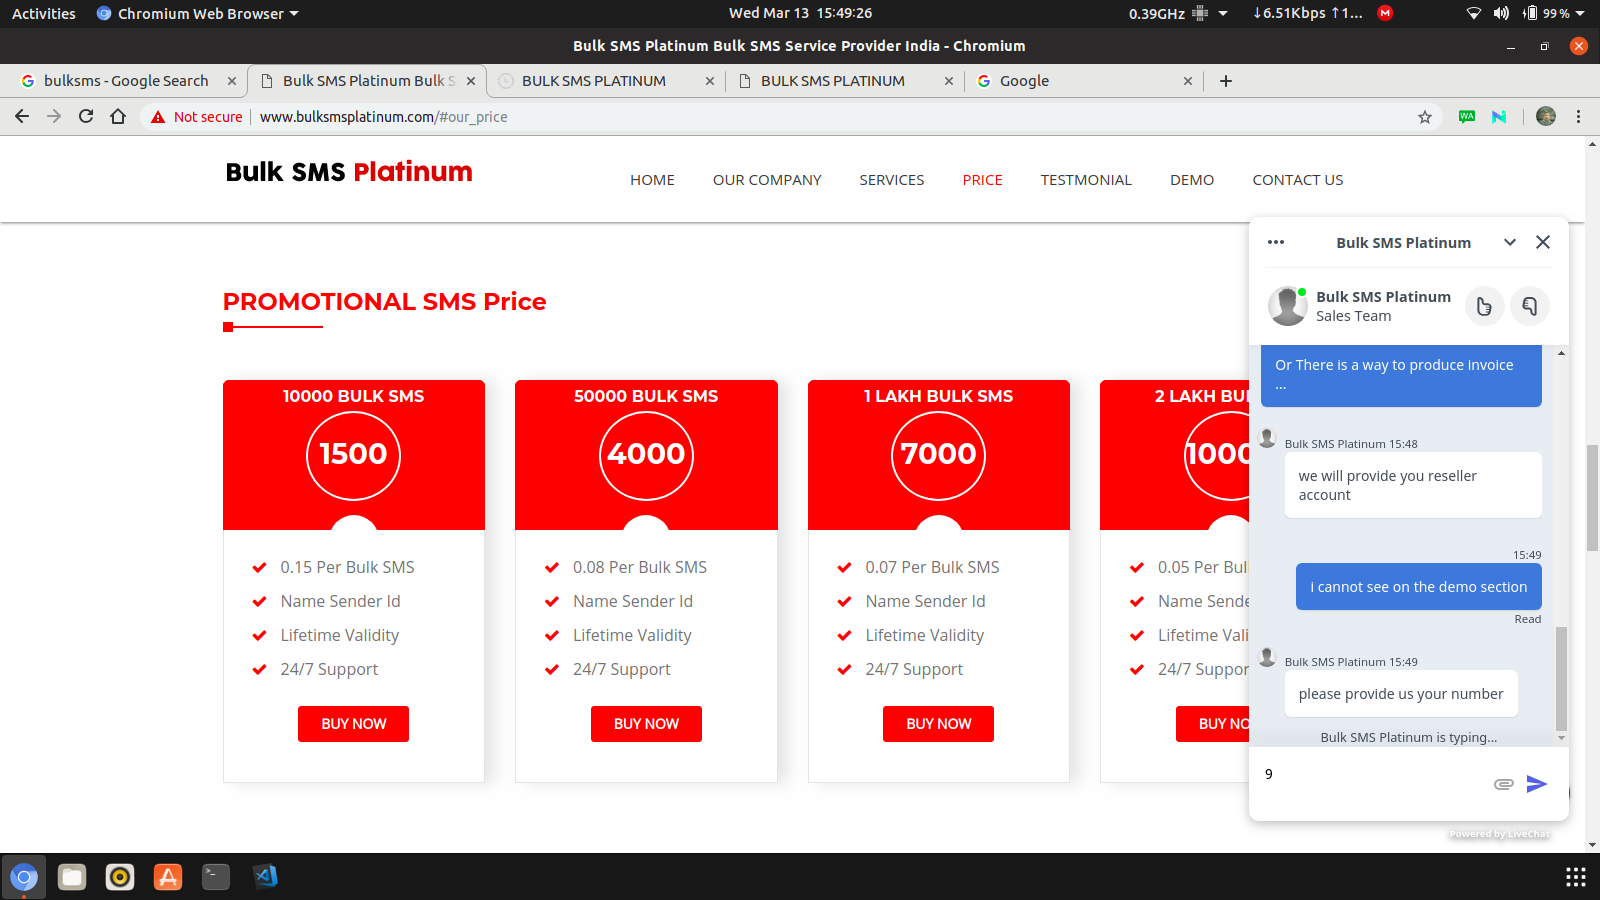 Activities
Chromium Web Browser
Wed Mar 13 15:49:26
0.39GHz
↓6.51Kbps ↑1...
M
99 %
Bulk SMS Platinum Bulk SMS Service Provider India - Chromium
bulksms - Google Search
Bulk SMS Platinum Bulk S
BULK SMS PLATINUM
BULK SMS PLATINUM
Google
Not secure
www.bulksmsplatinum.com/#our_price
WA
Bulk SMS Platinum
HOME
OUR COMPANY
SERVICES
PRICE
TESTMONIAL
DEMO
CONTACT US
PROMOTIONAL SMS Price
10000 BULK SMS
1500
0.15 Per Bulk SMS
Name Sender Id
Lifetime Validity
24/7 Support
BUY NOW
50000 BULK SMS
4000
0.08 Per Bulk SMS
Name Sender Id
Lifetime Validity
24/7 Support
BUY NOW
1 LAKH BULK SMS
7000
0.07 Per Bulk SMS
Name Sender Id
Lifetime Validity
24/7 Support
BUY NOW
2 LAKH BUL
1000
0.05 Per Bul
Name Sende
Lifetime Vali
24/7 Suppor
BUY NO
Bulk SMS Platinum
Bulk SMS Platinum
Sales Team
Or There is a way to produce invoice
...
Bulk SMS Platinum 15:48
we will provide you reseller
account
15:49
i cannot see on the demo section
Read
Bulk SMS Platinum 15:49
please provide us your number
Bulk SMS Platinum is typing...
9
Powered by LiveChat